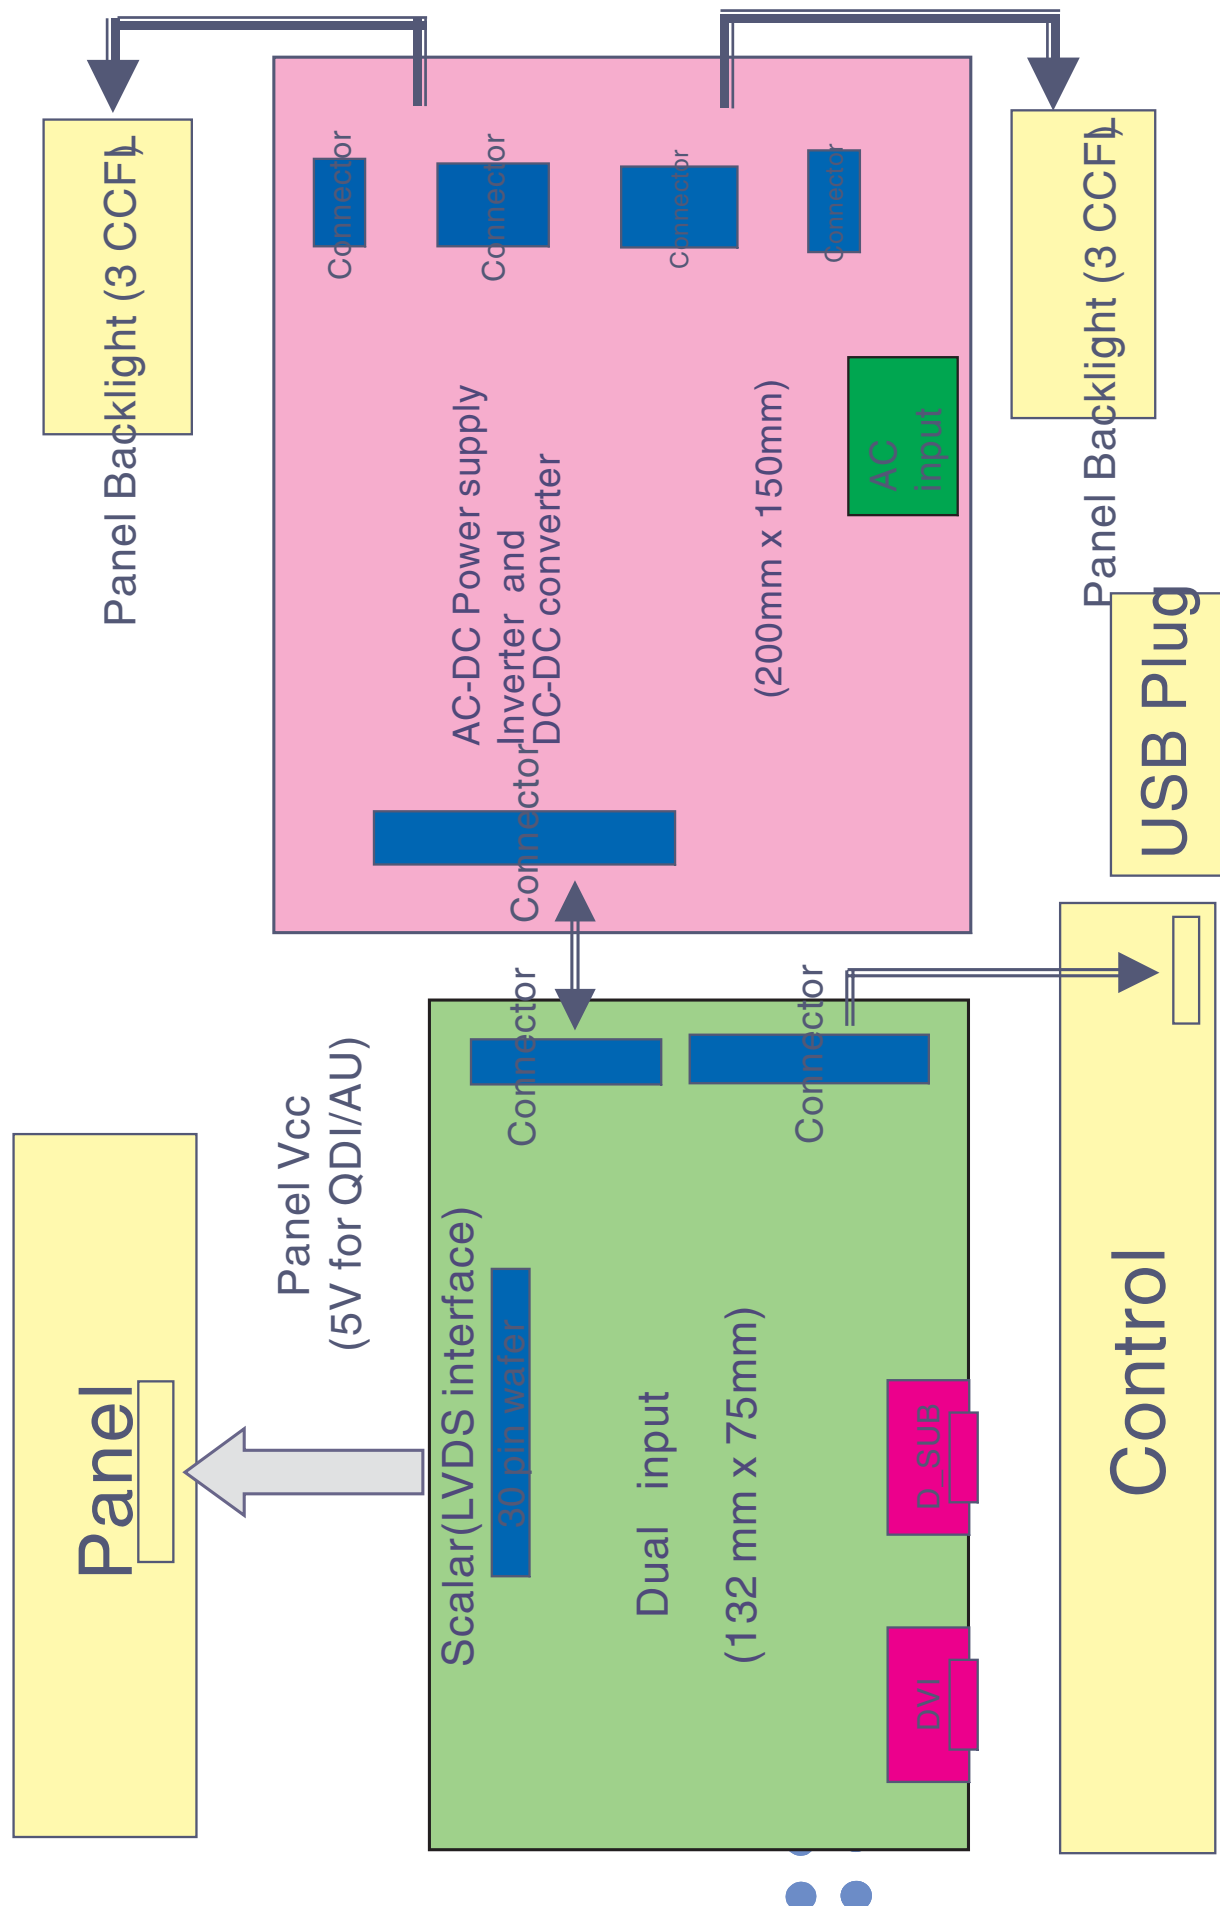 Panel Backlight (3 CCFL)
Connector
Connector
Connector
Connector
Panel Backlight (3 CCFL)
AC-DC Power supply
Inverter and
DC-DC converter
(200mm x 150mm)
AC
input
Connector
USB Plug
Panel
Panel Vcc
(5V for QDI/AU)
Connector
Connector
Scalar(LVDS interface)
30 pin wafer
Dual input
(132 mm x 75mm)
D_SUB
DVI
Control